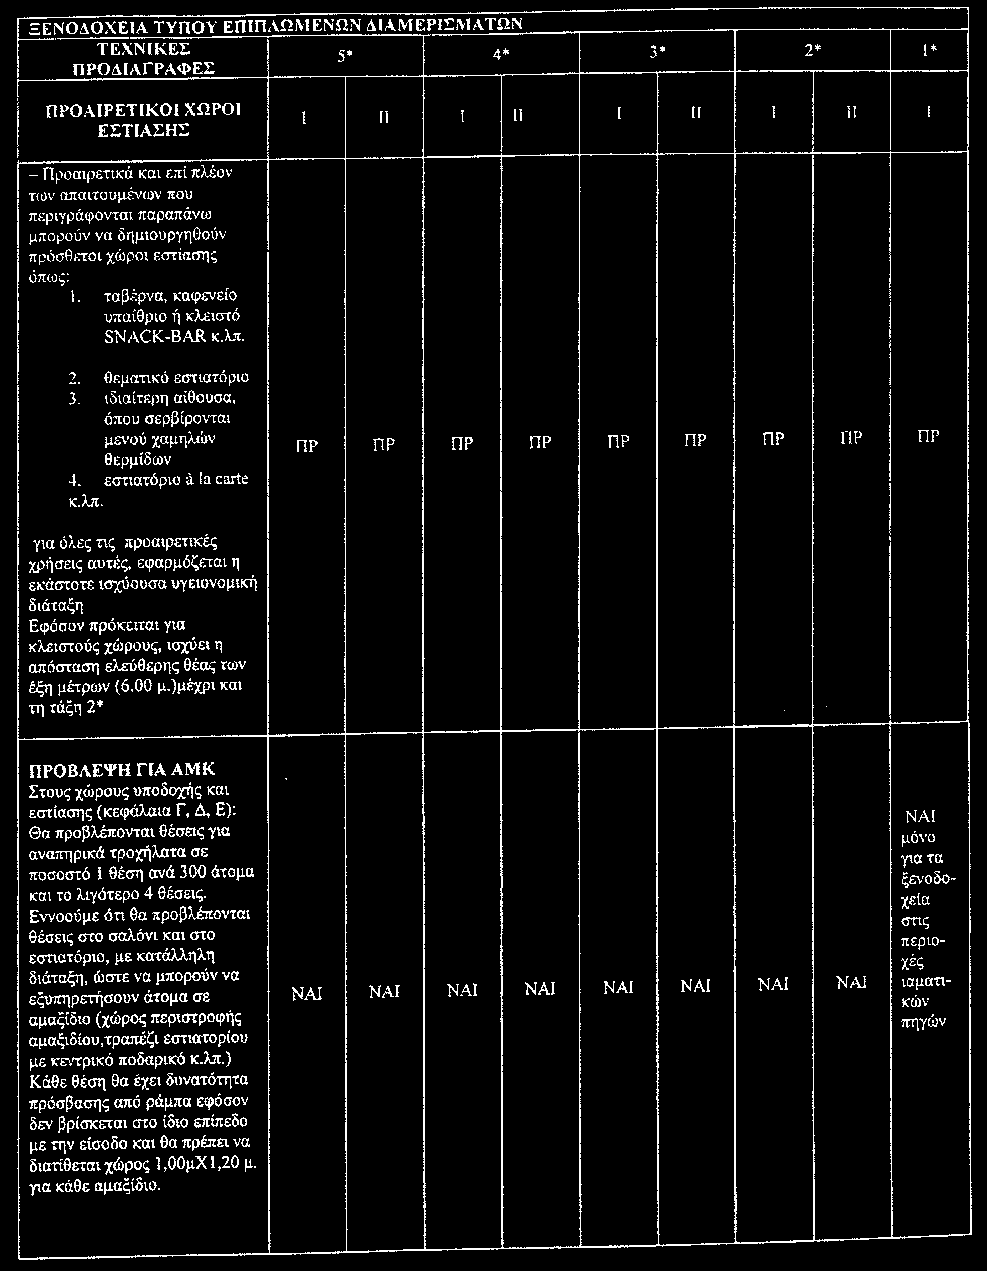 ΞΕΝΟΔΟΧΕΙΑ ΤΥΠΟΥ ΕΠΙΠΛΩΜΕΝΩΝ ΔΙΑΜΕΡΙΣΜΑΤΩΝ
ΤΕΧΝΙΚΕΣ
ΠΡΟΔΙΑΓΡΑΦΕΣ
5* 4* 3* 2* 1*
ΠΡΟΑΙΡΕΤΙΚΟΙ ΧΩΡΟΙ
ΕΣΤΙΑΣΗΣ
I II I II I II I II I
– Προαιρετικά και επί πλέον
των απαιτουμένων που
περιγράφονται παραπάνω
μπορούν να δημιουργηθούν
πρόσθετοι χώροι εστίασης
όπως:
1. ταβέρνα, καφενείο
υπαίθριο ή κλειστό
SNACK-BAR κ.λπ.
2. θεματικό εστιατόριο
3. ιδιαίτερη αίθουσα,
όπου σερβίρονται
μενού χαμηλών
θερμίδων
4. εστιατόριο à la carte
κ.λπ.
ΠΡ ΠΡ ΠΡ ΠΡ ΠΡ ΠΡ ΠΡ ΠΡ ΠΡ
για όλες τις προαιρετικές
χρήσεις αυτές, εφαρμόζεται η
εκάστοτε ισχύουσα υγειονομική
διάταξη
Εφόσον πρόκειται για
κλειστούς χώρους, ισχύει η
απόσταση ελεύθερης θέας των
έξη μέτρων (6.00 μ.)μέχρι και
τη τάξη 2*
ΠΡΟΒΛΕΨΗ ΓΙΑ ΑΜΚ
Στους χώρους υποδοχής και
εστίασης (κεφάλαια Γ, Δ, Ε):
Θα προβλέπονται θέσεις για
αναπηρικά τροχήλατα σε
ποσοστό 1 θέση ανά 300 άτομα
και το λιγότερο 4 θέσεις.
Εννοούμε ότι θα προβλέπονται
θέσεις στο σαλόνι και στο
εστιατόριο, με κατάλληλη
διάταξη, ώστε να μπορούν να
εξυπηρετήσουν άτομα σε
αμαξίδιο (χώρος περιστροφής
αμαξιδίου,τραπέζι εστιατορίου
με κεντρικό ποδαρικό κ.λπ.)
Κάθε θέση θα έχει δυνατότητα
πρόσβασης από ράμπα εφόσον
δεν βρίσκεται στο ίδιο επίπεδο
με την είσοδο και θα πρέπει να
διατίθεται χώρος 1,00μΧ1,20 μ.
για κάθε αμαξίδιο.
ΝΑΙ ΝΑΙ ΝΑΙ ΝΑΙ ΝΑΙ ΝΑΙ ΝΑΙ ΝΑΙ
ΝΑΙ
μόνο
για τα
ξενοδο-
χεία
στις
περιο-
χές
ιαματι-
κών
πηγών